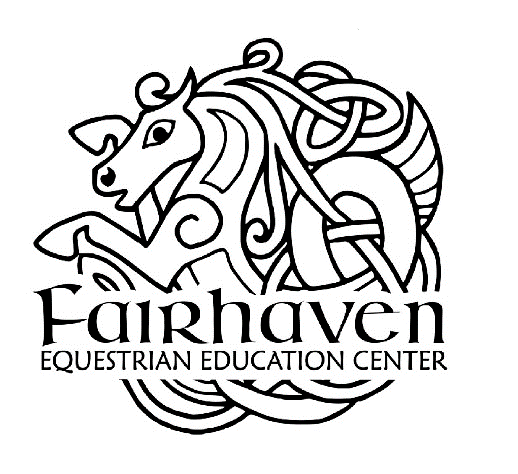 Fairhaven
EQUESTRIAN EDUCATION CENTER